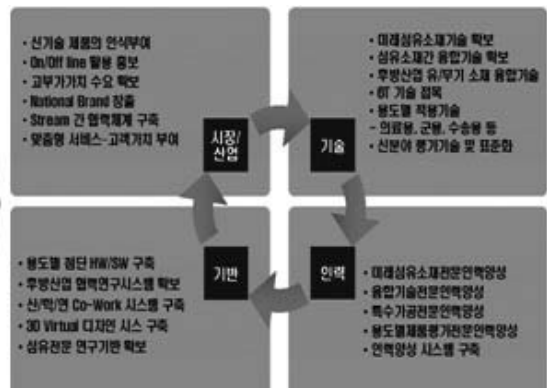 • 신기술 제품의 인식부여
• On/Off line 활용 홍보
• 고부가가치 수요 확보
• National Brand 창출
• Stream 간 협력체계 구축
• 맞춤형 서비스-고객가치 부여
시장/
산업
• 미래섬유소재기술 확보
• 섬유소재간 융합기술 확보
• 후방산업 유/무기 소재 융합기술
• 6T 기술 접목
• 용도별 적용기술
- 의료용, 군용, 수송용 등
• 신분야 평가기술 및 표준화
기술
• 용도별 첨단 HW/SW 구축
• 후방산업 협력연구시스템 확보
• 산/학/연 Co-Work 시스템 구축
• 3D Virtual 디자인 시스 구축
• 섬유전문 연구기반 확보
기반
인력
• 미래섬유소재전문인력양성
• 융합기술전문인력양성
• 특수가공전문인력양성
• 용도별제품평가전문인력양성
• 인력양성 시스템 구축